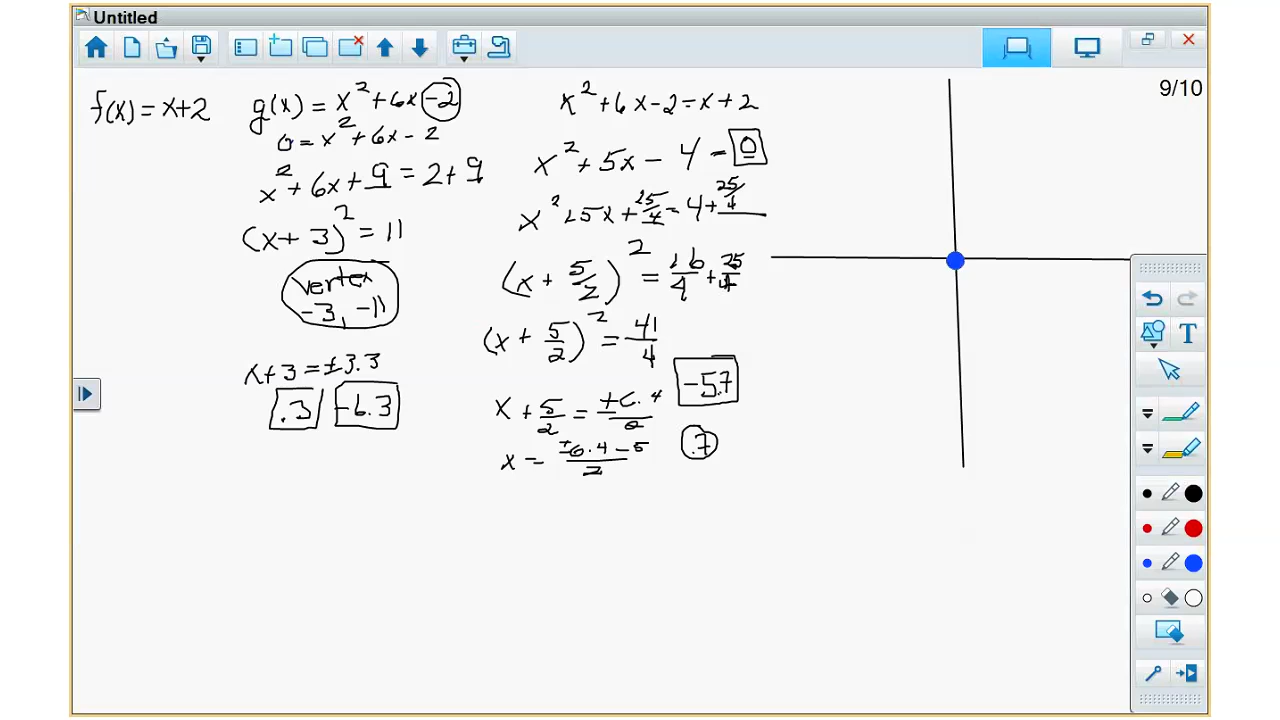 Untitled
9/10
f(x) = x+2
g(x) = x² + 6x - 2
0 = x² + 6x - 2
x² + 6x + 9 = 2 + 9
(x + 3)² = 11
vertex
-3, -11
x+3 = ±3.3
.3
-6.3
x² + 6x - 2 = x + 2
x² + 5x - 4 = 0
x² + 5x + 25/4 = 4 + 25/4
(x + 5/2)² = 16/4 + 25/4
(x + 5/2)² = 41/4
x + 5/2 = ±6.4/2
x = ±6.4 - 5/2
-5.7
.7
T